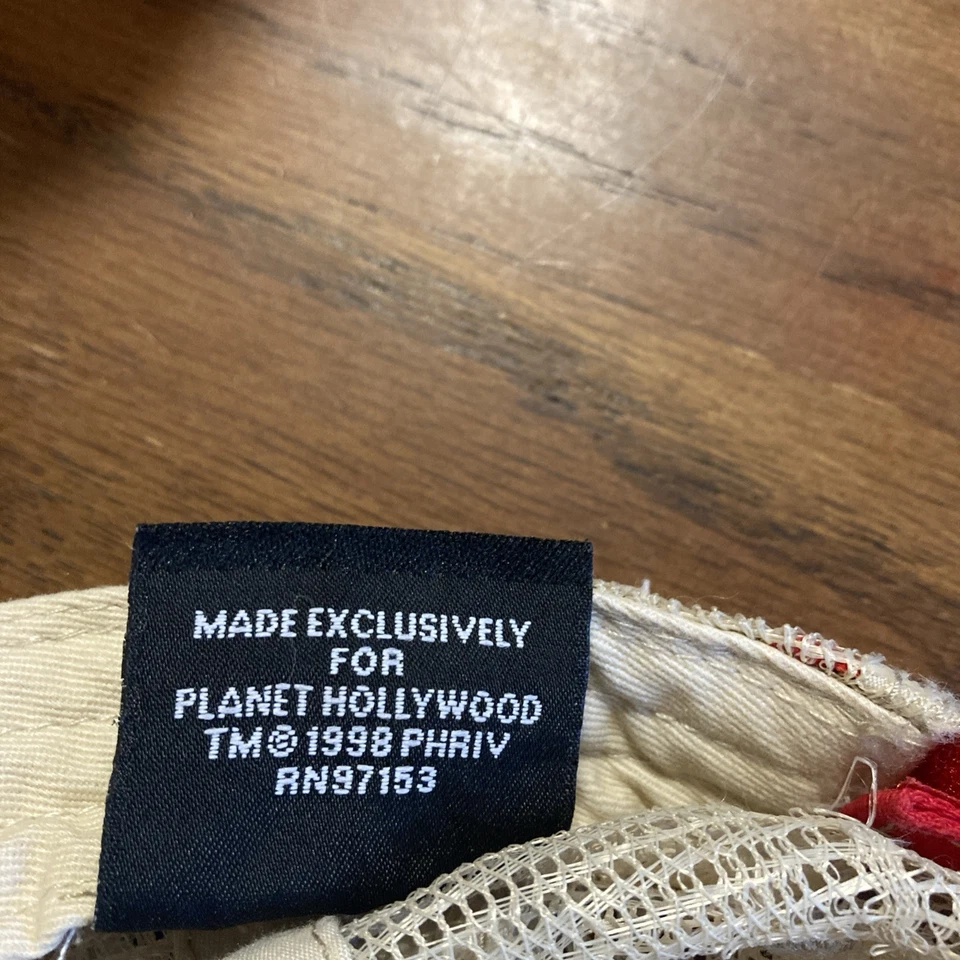 MADE EXCLUSIVELY
FOR
PLANET HOLLYWOOD
TM © 1998 PHRIV
RN97153